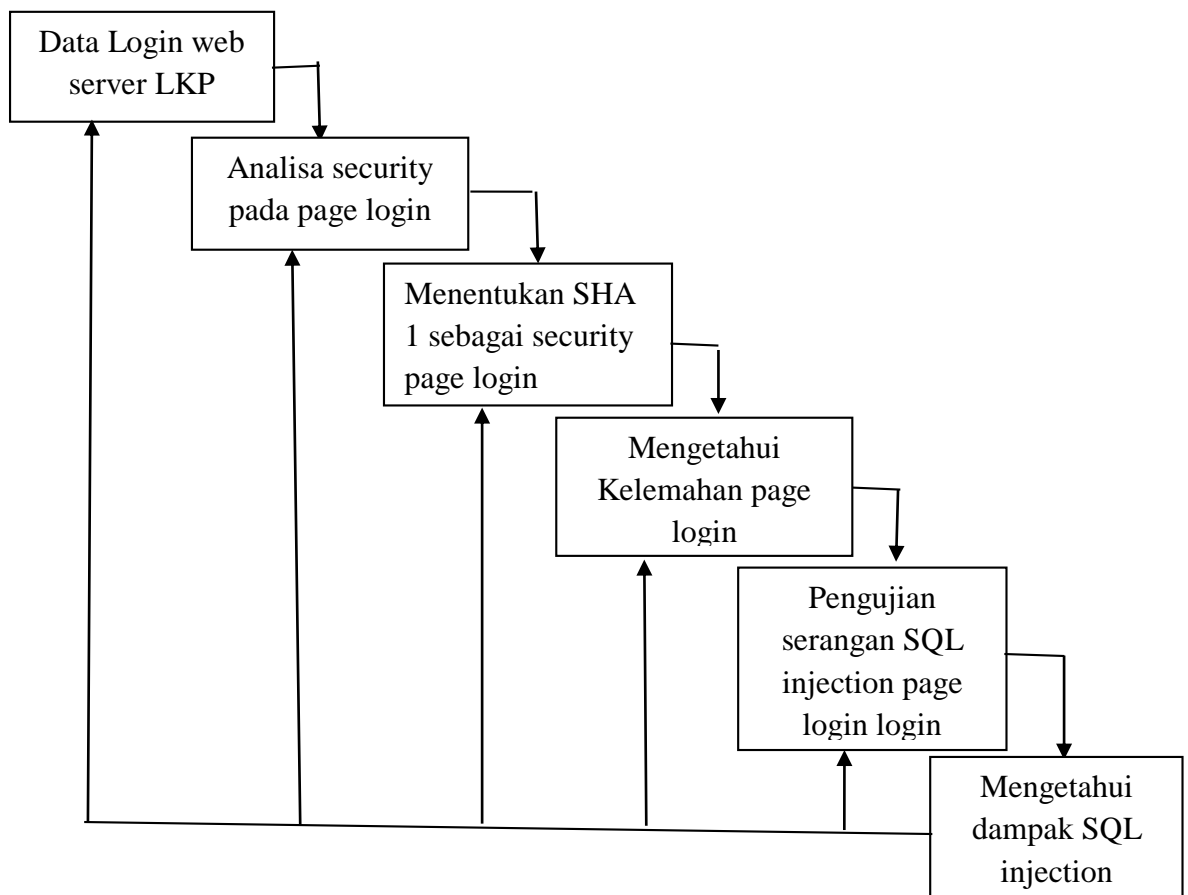 Data Login web
server LKP
Analisa security
pada page login
Menentukan SHA
1 sebagai security
page login
Mengetahui
Kelemahan page
login
Pengujian
serangan SQL
injection page
login login
Mengetahui
dampak SQL
injection